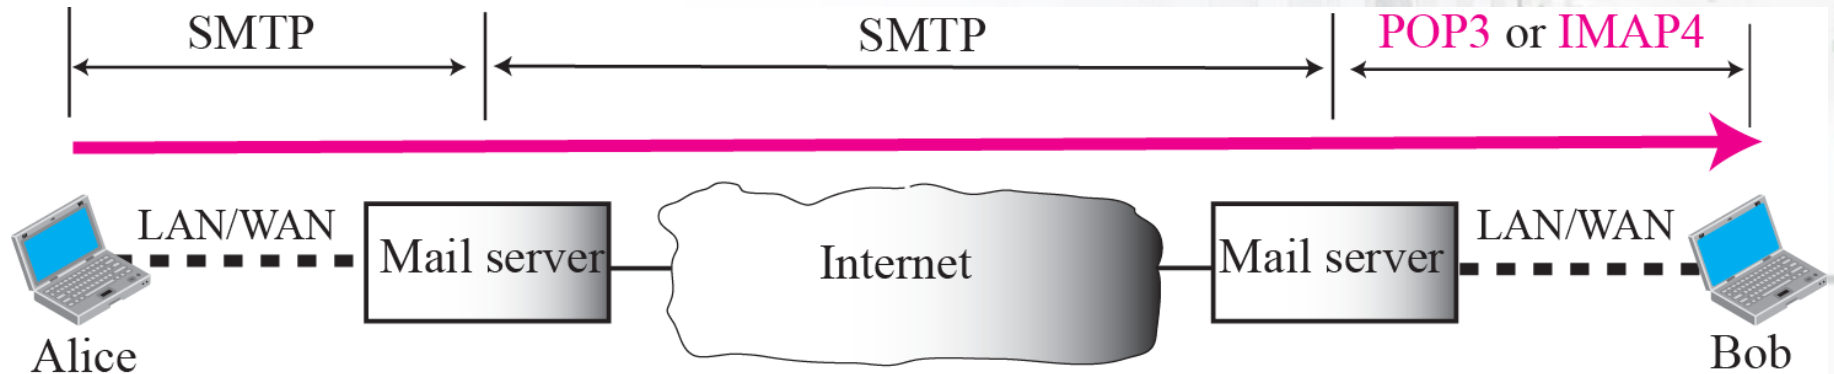 SMTP SMTP POP3 or IMAP4
LAN/WAN LAN/WAN
Mail server Internet Mail server
Alice Bob